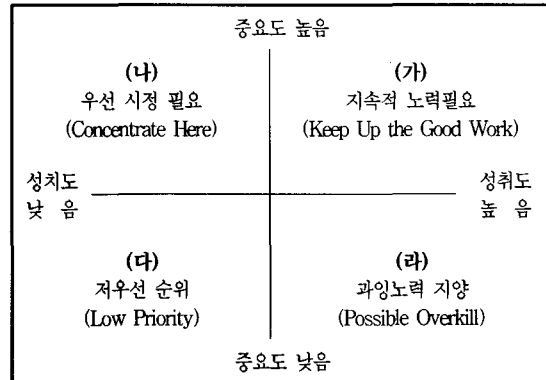 중요도 높음
(나)
우선 시정 필요
(Concentrate Here)
(가)
지속적 노력필요
(Keep Up the Good Work)
성치도
낮 음
성취도
높 음
(다)
저우선 순위
(Low Priority)
(라)
과잉노력 지양
(Possible Overkill)
중요도 낮음